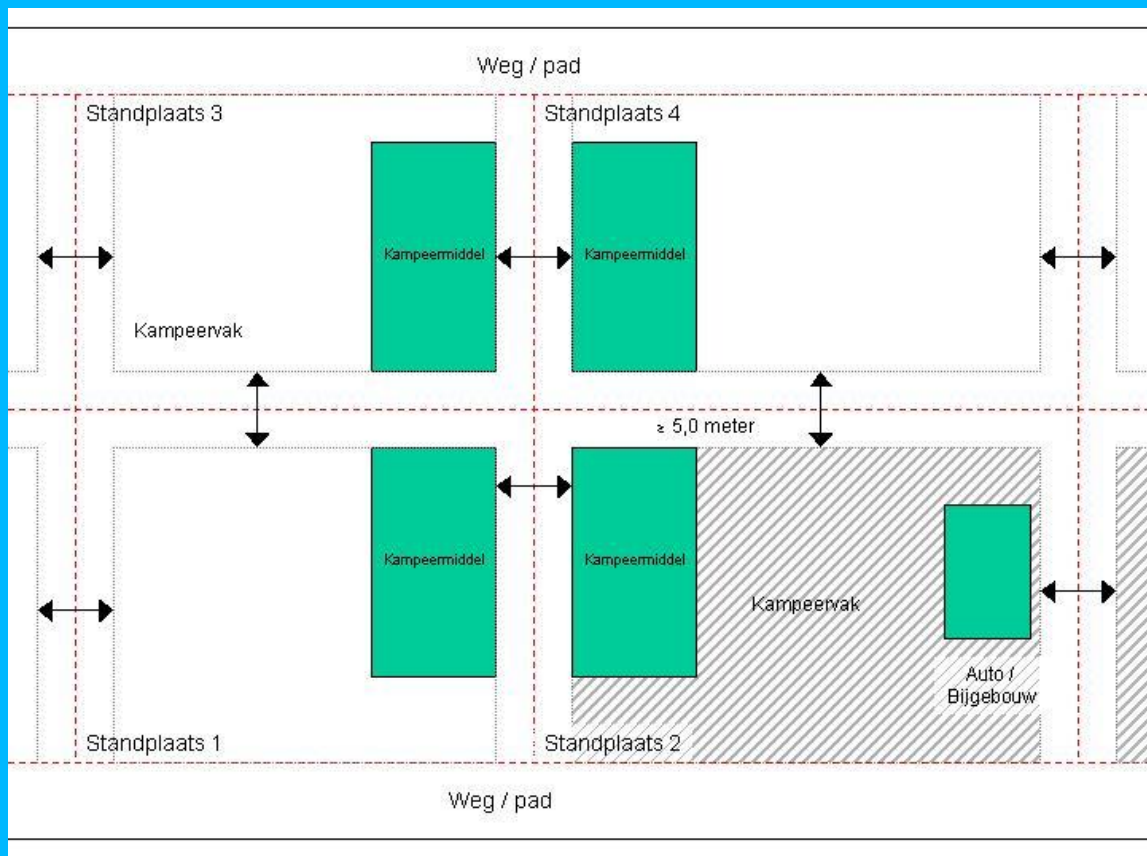 Weg / pad
Standplaats 3
Standplaats 4
Kampeermiddel
Kampeermiddel
Kampeervak
≥ 5,0 meter
Kampeermiddel
Kampeermiddel
Kampeervak
Auto /
Bijgebouw
Standplaats 1
Standplaats 2
Weg / pad